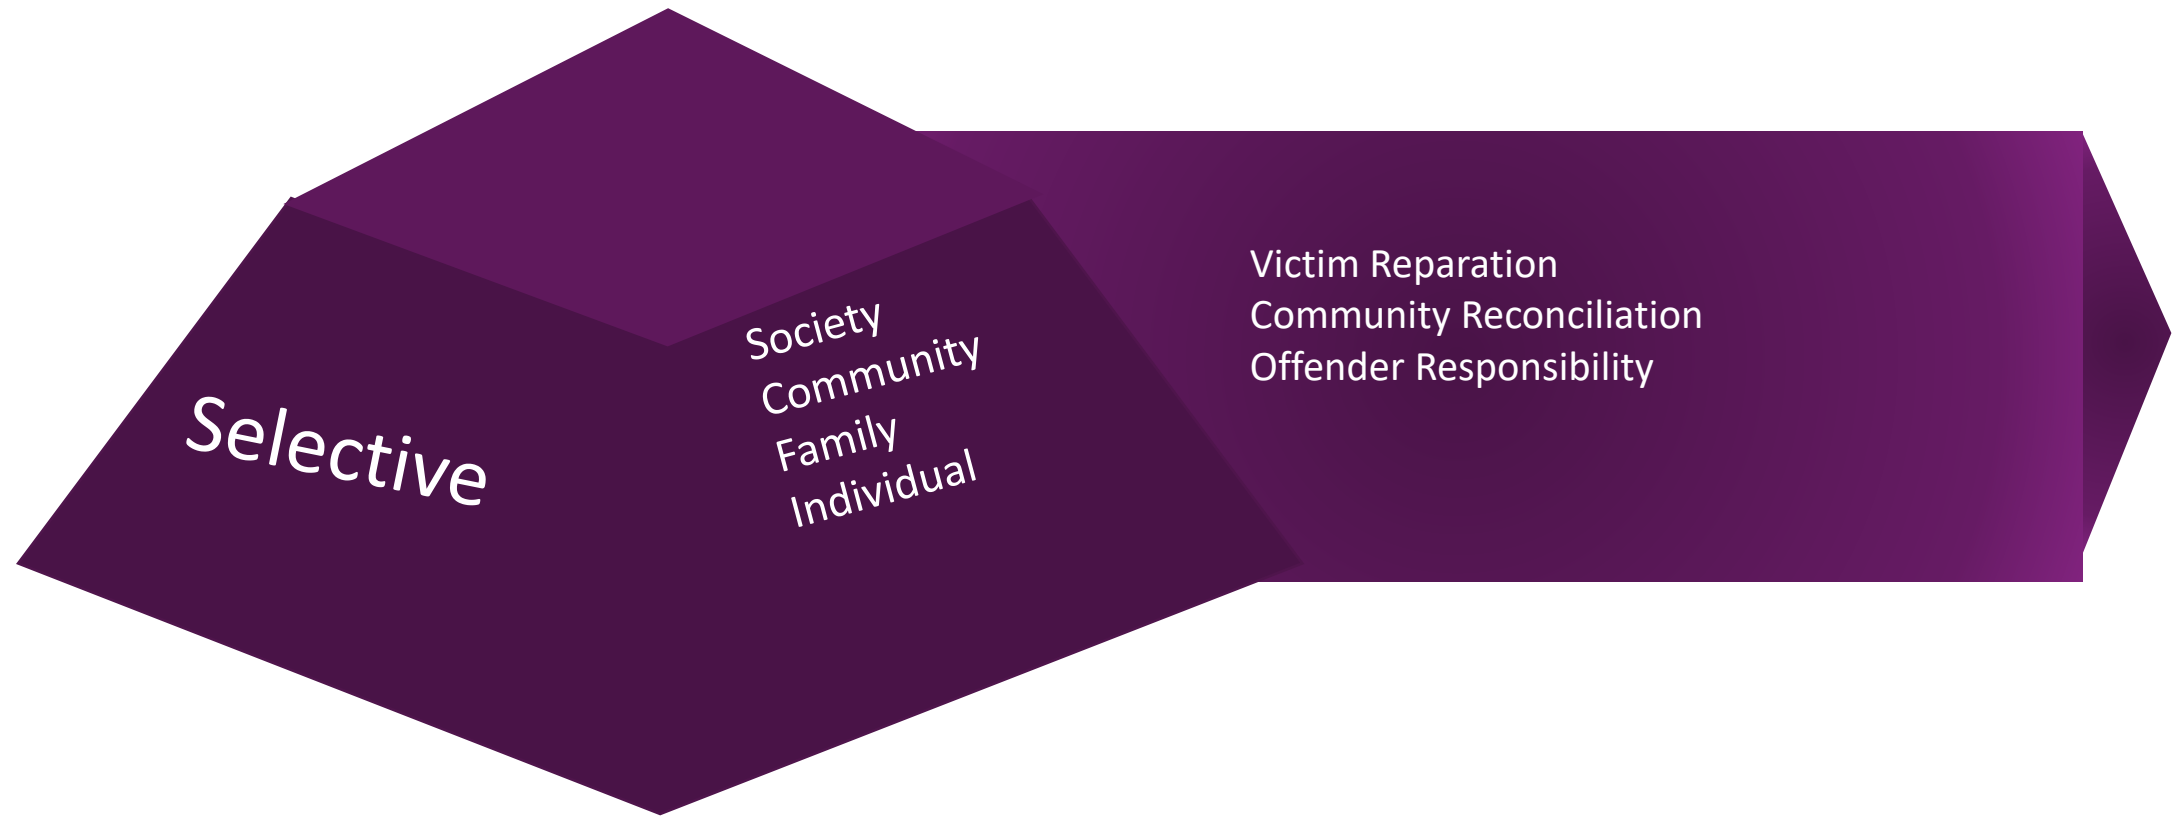 Selective
Society
Community
Family
Individual
Victim Reparation
Community Reconciliation
Offender Responsibility